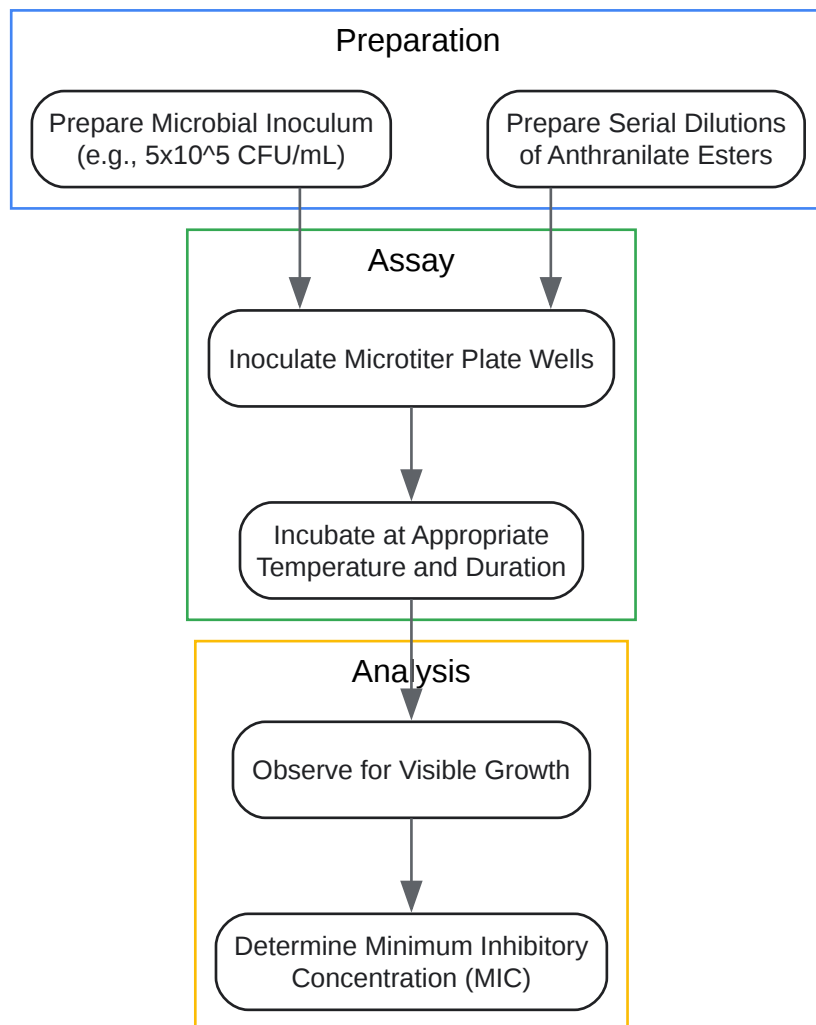 Preparation
Prepare Microbial Inoculum
(e.g., 5x10^5 CFU/mL)
Prepare Serial Dilutions
of Anthranilate Esters
Assay
Inoculate Microtiter Plate Wells
Incubate at Appropriate
Temperature and Duration
Analysis
Observe for Visible Growth
Determine Minimum Inhibitory
Concentration (MIC)